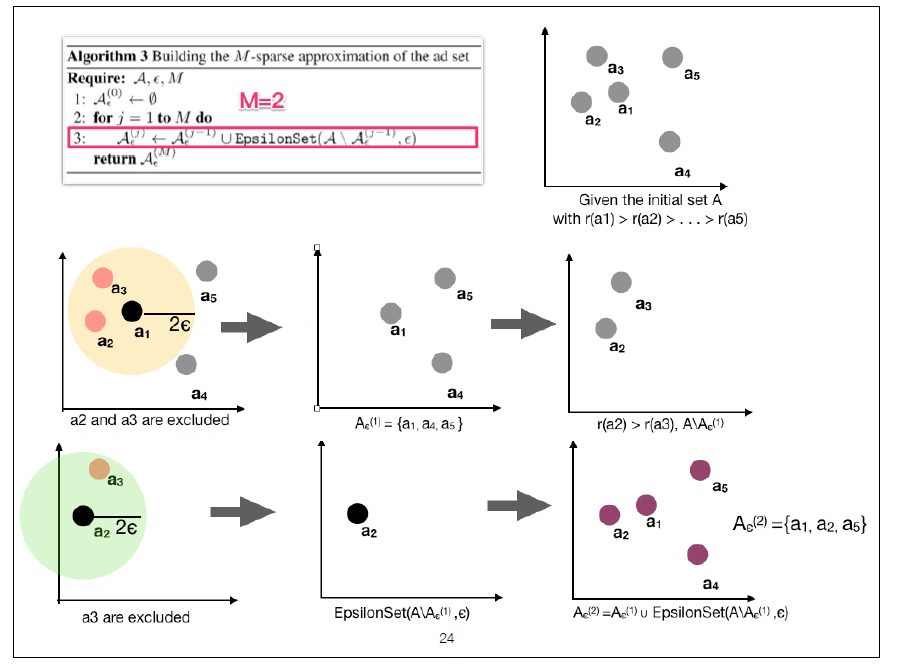 Algorithm 3 Building the M-sparse approximation of the ad set
Require: 𝒜, ϵ, M
1: 𝒜ϵ⁽⁰⁾ ← ∅
M=2
2: for j = 1 to M do
3: 𝒜ϵ⁽ʲ⁾ ← 𝒜ϵ⁽ʲ⁻¹⁾ ∪ EpsilonSet(𝒜 \ 𝒜ϵ⁽ʲ⁻¹⁾, ϵ)
return 𝒜ϵ⁽ᴹ⁾
a₃
a₅
a₁
a₂
a₄
Given the initial set A
with r(a1) > r(a2) > . . . > r(a5)
a₃
a₅
2ϵ
a₁
a₂
a₄
a2 and a3 are excluded
a₅
a₁
a₄
Aϵ⁽¹⁾ = {a₁, a₄, a₅ }
a₃
a₂
r(a2) > r(a3), A\Aϵ⁽¹⁾
a₃
a₂ 2ϵ
a3 are excluded
a₂
EpsilonSet(A\Aϵ⁽¹⁾ ,ϵ)
a₅
a₁
a₂
a₄
Aϵ⁽²⁾ ={a₁, a₂, a₅}
Aϵ⁽²⁾ =Aϵ⁽¹⁾ ∪ EpsilonSet(A\Aϵ⁽¹⁾ ,ϵ)
24